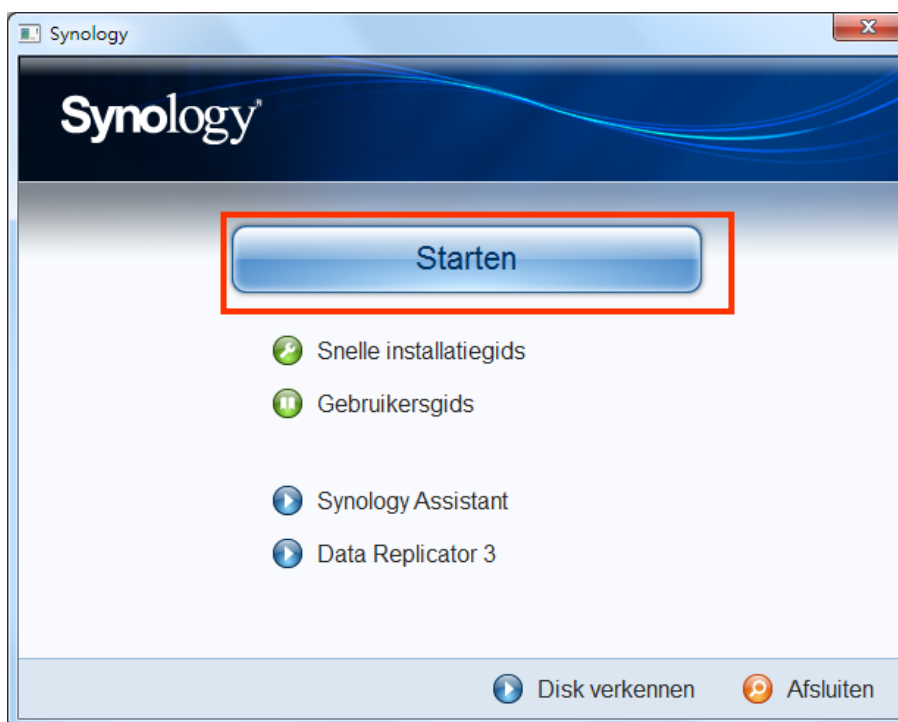 Synology
Synology
Starten
Snelle installatiegids
Gebruikersgids
Synology Assistant
Data Replicator 3
Disk verkennen
Afsluiten